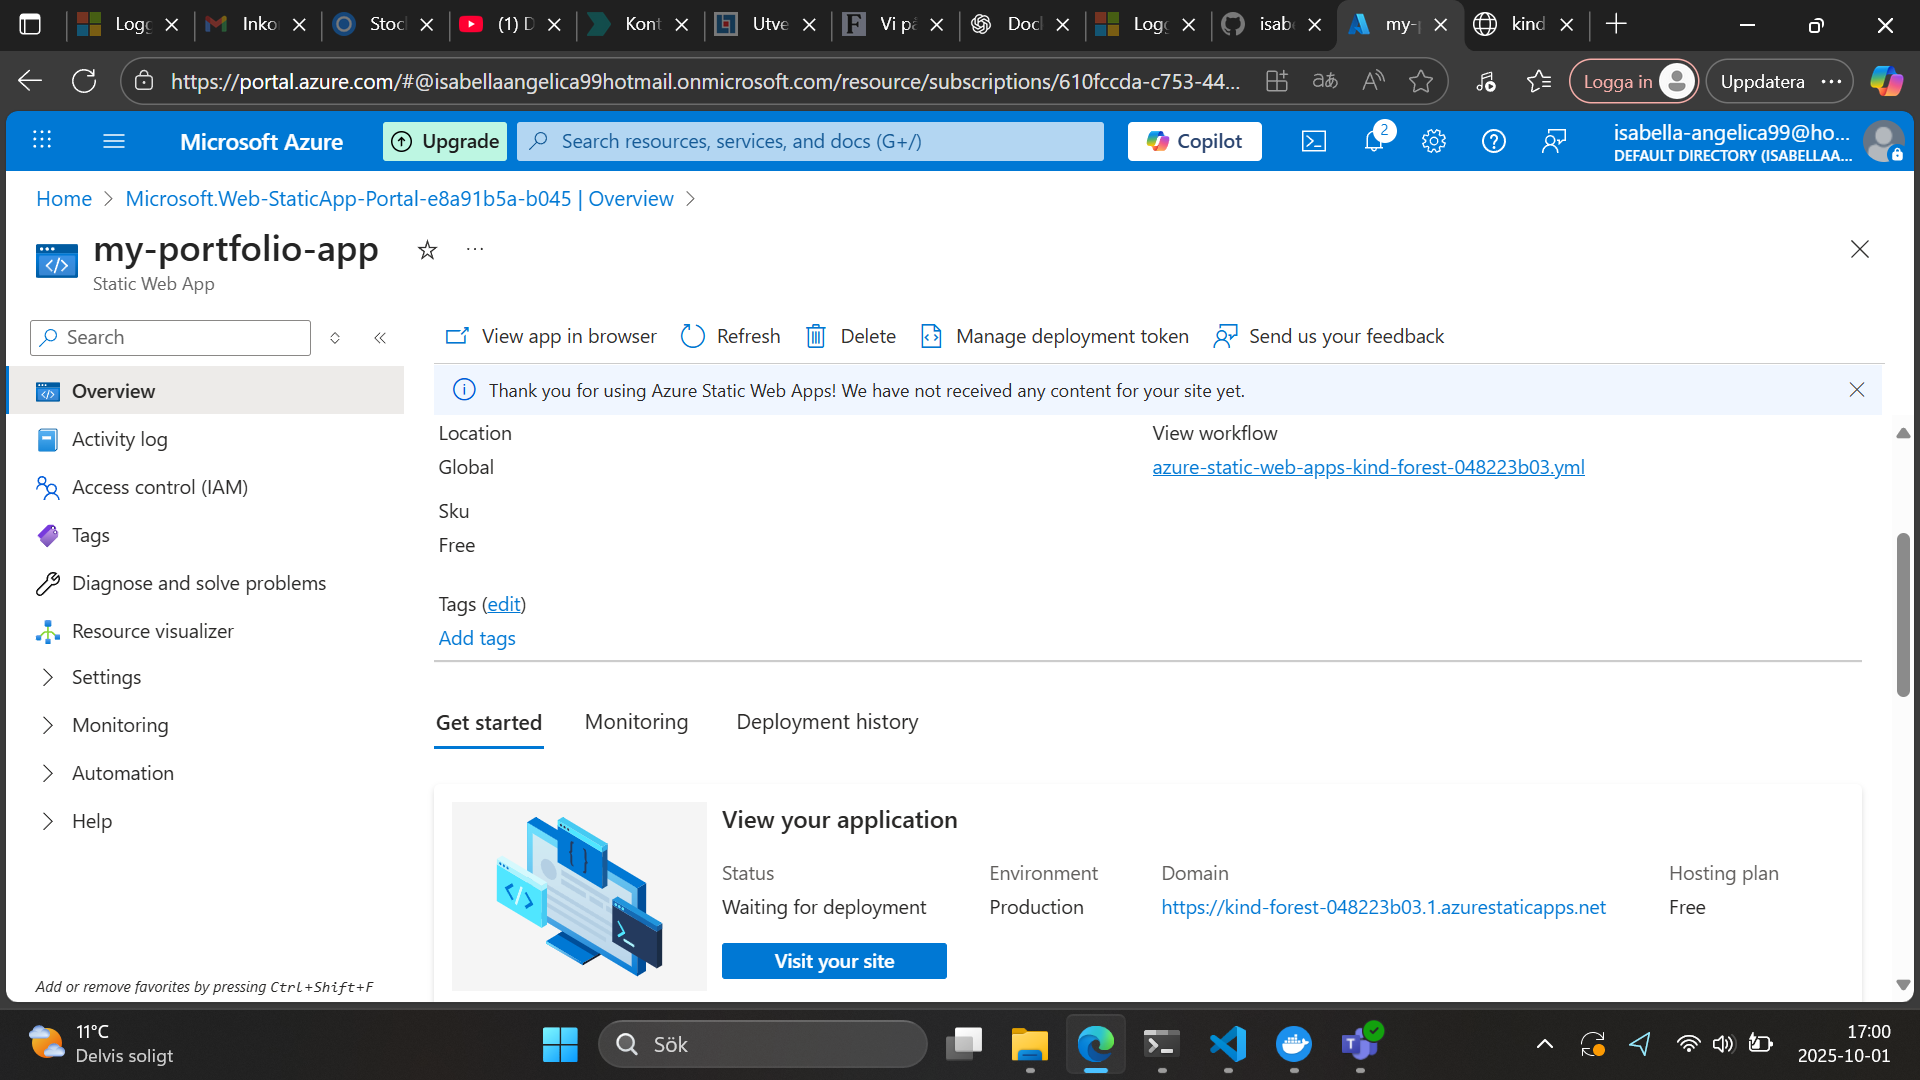 Logg
Inko
Stoc
(1) D
Kont
Utve
Vi på
Doc
Logg
isab
my-p
kind
https://portal.azure.com/#@isabellaangelica99hotmail.onmicrosoft.com/resource/subscriptions/610fccda-c753-44...
Logga in
Uppdatera
Microsoft Azure
Upgrade
Search resources, services, and docs (G+/)
Copilot
2
isabella-angelica99@ho...
DEFAULT DIRECTORY (ISABELLAA...
Home > Microsoft.Web-StaticApp-Portal-e8a91b5a-b045 | Overview >
my-portfolio-app
Static Web App
Search
View app in browser
Refresh
Delete
Manage deployment token
Send us your feedback
Thank you for using Azure Static Web Apps! We have not received any content for your site yet.
Overview
Activity log
Access control (IAM)
Tags
Diagnose and solve problems
Resource visualizer
Settings
Monitoring
Automation
Help
Add or remove favorites by pressing Ctrl+Shift+F
Location
Global
Sku
Free
View workflow
azure-static-web-apps-kind-forest-048223b03.yml
Tags (edit)
Add tags
Get started
Monitoring
Deployment history
View your application
Status
Waiting for deployment
Environment
Production
Domain
https://kind-forest-048223b03.1.azurestaticapps.net
Hosting plan
Free
Visit your site
11°C
Delvis soligt
Sök
17:00
2025-10-01